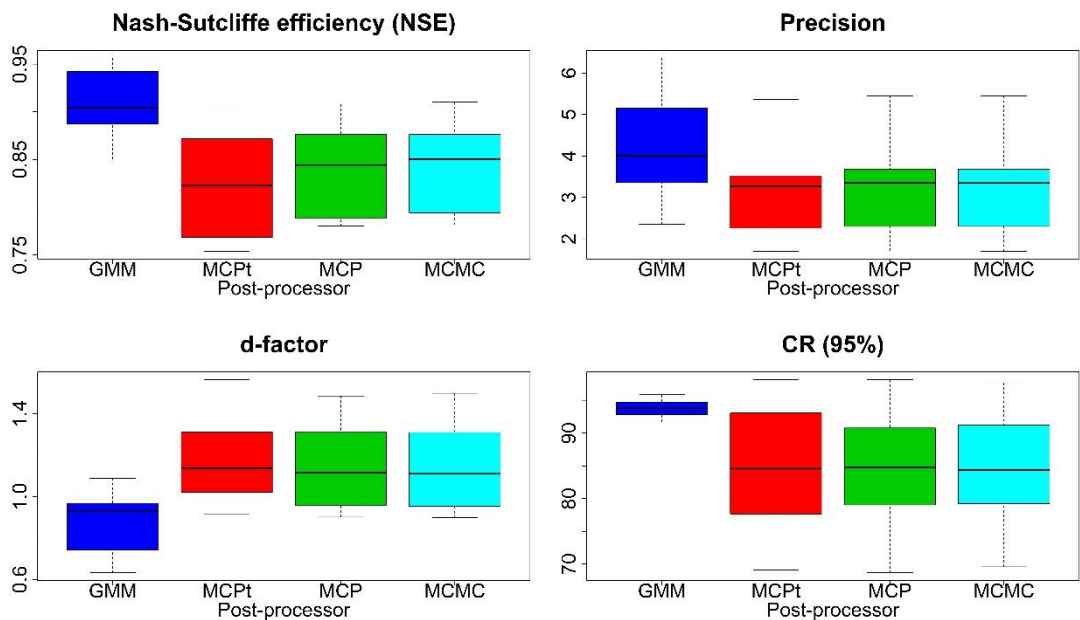 Nash-Sutcliffe efficiency (NSE)
0.95
0.85
0.75
GMM MCPt MCP MCMC
Post-processor
Precision
6
5
4
3
2
GMM MCPt MCP MCMC
Post-processor
d-factor
1.4
1.0
0.6
GMM MCPt MCP MCMC
Post-processor
CR (95%)
90
80
70
GMM MCPt MCP MCMC
Post-processor